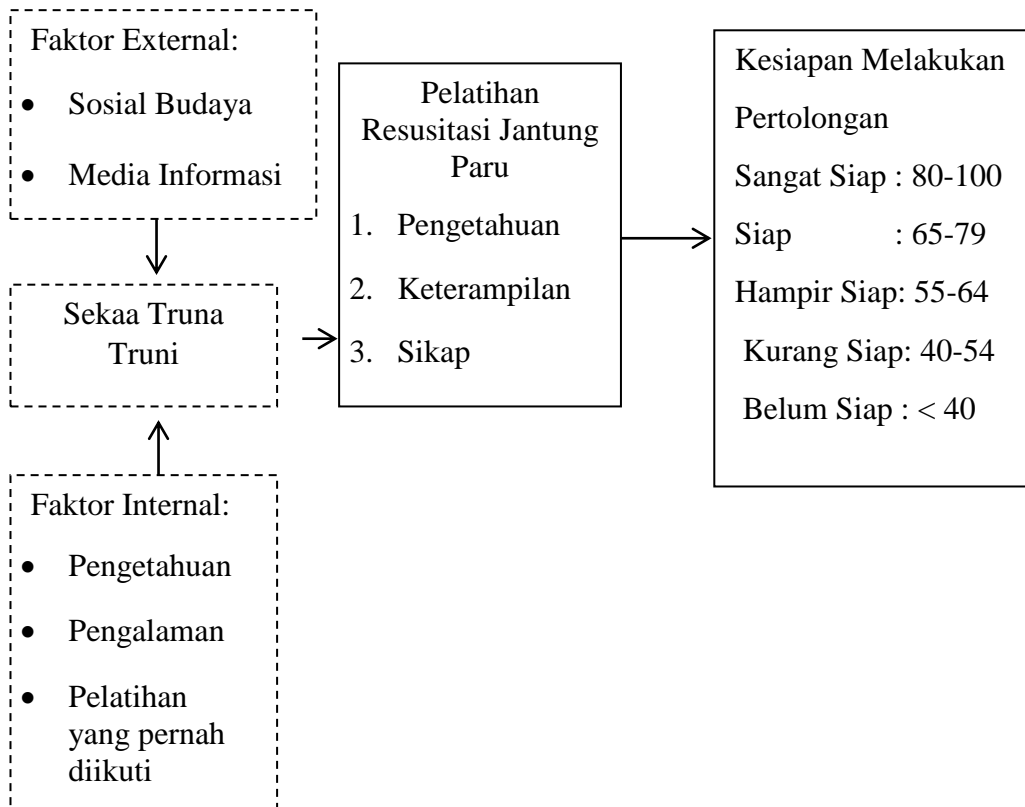 Faktor External:
• Sosial Budaya
• Media Informasi
Sekaa Truna
Truni
Faktor Internal:
• Pengetahuan
• Pengalaman
• Pelatihan
yang pernah
diikuti
Pelatihan
Resusitasi Jantung
Paru
1. Pengetahuan
2. Keterampilan
3. Sikap
Kesiapan Melakukan
Pertolongan
Sangat Siap : 80-100
Siap : 65-79
Hampir Siap: 55-64
Kurang Siap: 40-54
Belum Siap : < 40